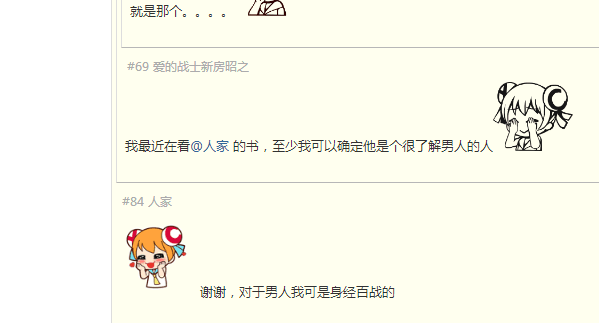 就是那个。。。。
#69 爱的战士新房昭之
我最近在看@人家 的书，至少我可以确定他是个很了解男人的人
#84 人家
谢谢，对于男人我可是身经百战的